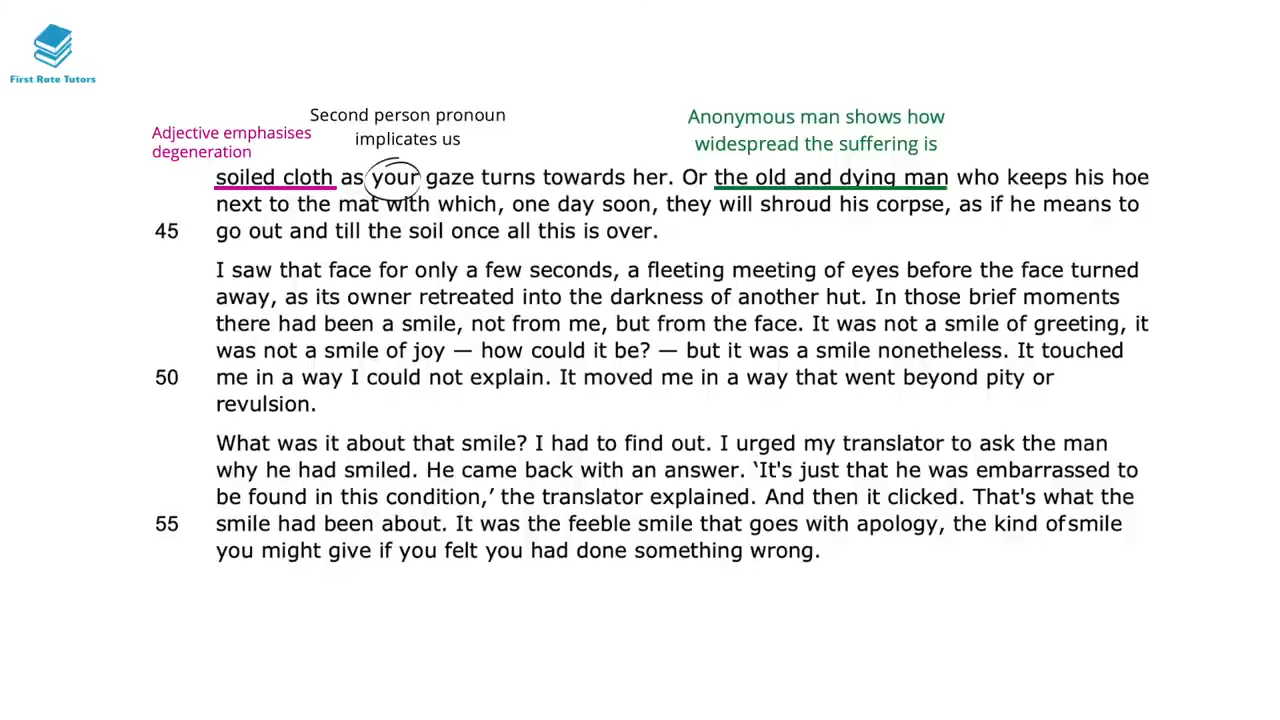 First Rate Tutors
Second person pronoun
implicates us
Adjective emphasises
degeneration
Anonymous man shows how
widespread the suffering is
soiled cloth as your gaze turns towards her. Or the old and dying man who keeps his hoe
next to the mat with which, one day soon, they will shroud his corpse, as if he means to
45 go out and till the soil once all this is over.
I saw that face for only a few seconds, a fleeting meeting of eyes before the face turned
away, as its owner retreated into the darkness of another hut. In those brief moments
there had been a smile, not from me, but from the face. It was not a smile of greeting, it
was not a smile of joy — how could it be? — but it was a smile nonetheless. It touched
50 me in a way I could not explain. It moved me in a way that went beyond pity or
revulsion.
What was it about that smile? I had to find out. I urged my translator to ask the man
why he had smiled. He came back with an answer. ‘It's just that he was embarrassed to
be found in this condition,’ the translator explained. And then it clicked. That's what the
55 smile had been about. It was the feeble smile that goes with apology, the kind of smile
you might give if you felt you had done something wrong.